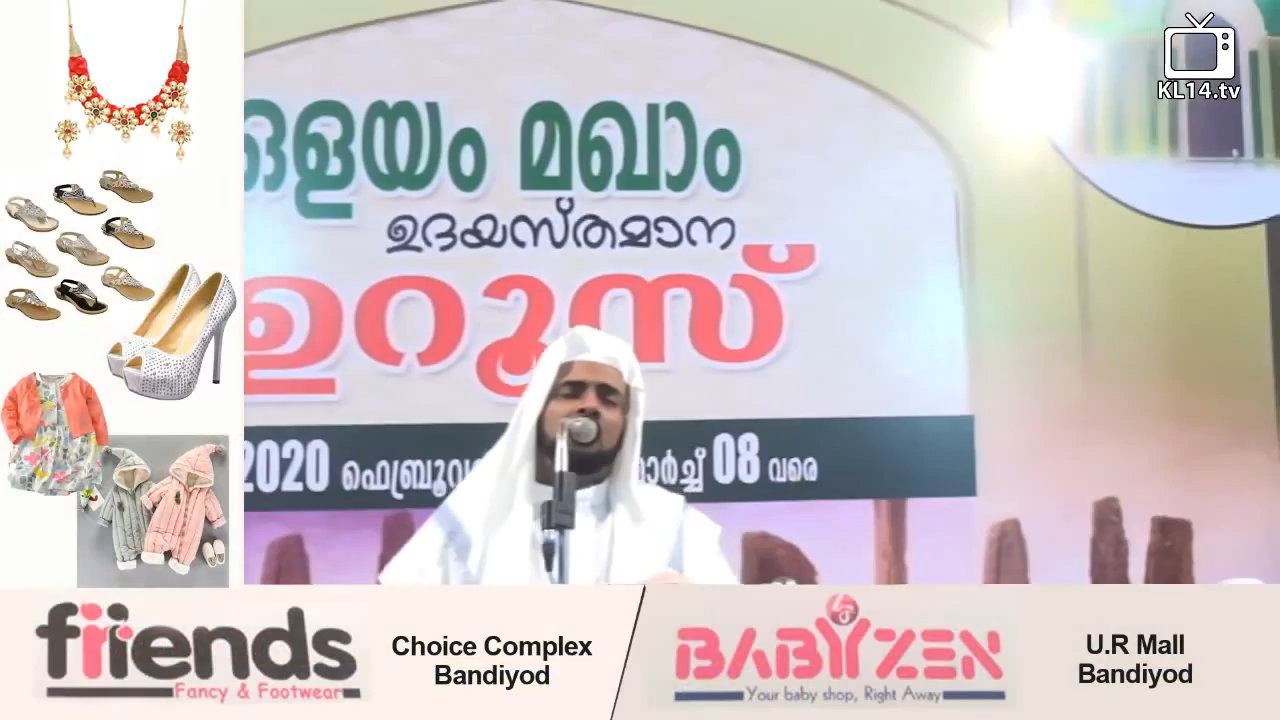 KL14.tv
ഒളയം മഖാം
ഉദയസ്തമാന
ഉറൂസ്
2020 മാർച്ച് 08 വരെ
friends
Fancy & Footwear
Choice Complex
Bandiyod
BABYZEN
Your baby shop, Right Away
U.R Mall
Bandiyod